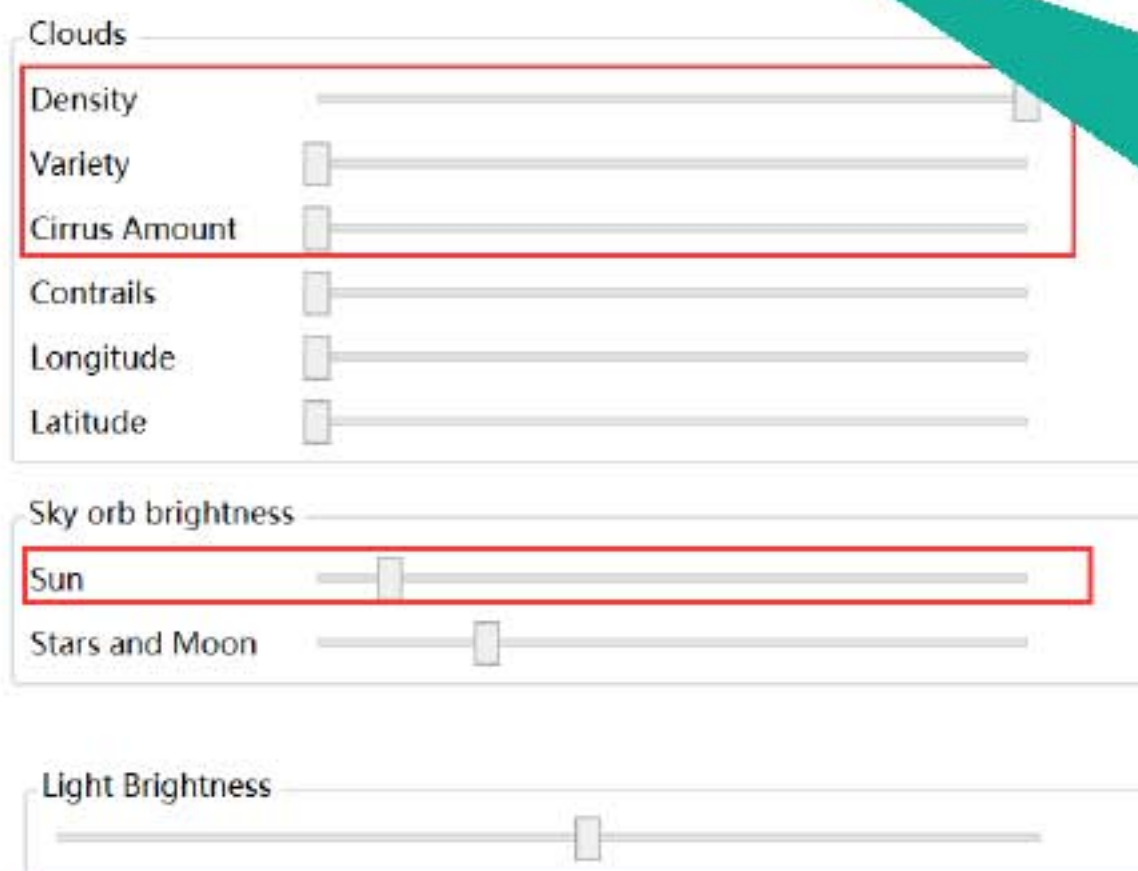 Clouds
Density
Variety
Cirrus Amount
Contrails
Longitude
Latitude
Sky orb brightness
Sun
Stars and Moon
Light Brightness